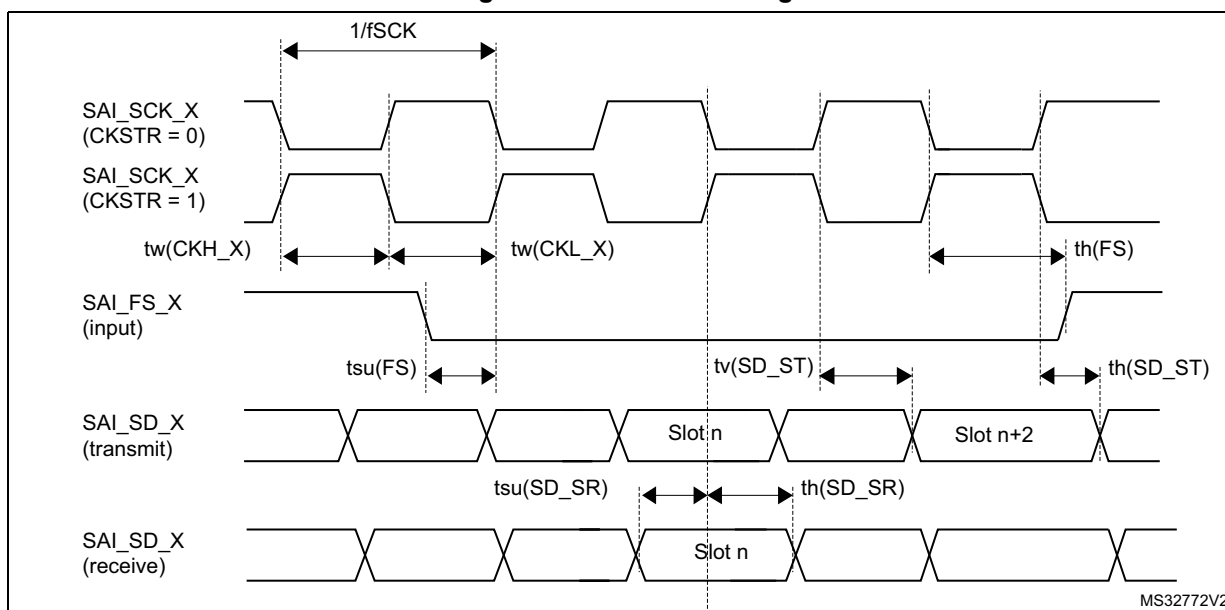 1/fSCK
SAI_SCK_X
(CKSTR = 0)
SAI_SCK_X
(CKSTR = 1)
tw(CKH_X)
tw(CKL_X)
th(FS)
SAI_FS_X
(input)
tsu(FS)
tv(SD_ST)
th(SD_ST)
SAI_SD_X
(transmit)
Slot n
Slot n+2
tsu(SD_SR)
th(SD_SR)
SAI_SD_X
(receive)
Slot n
MS32772V2